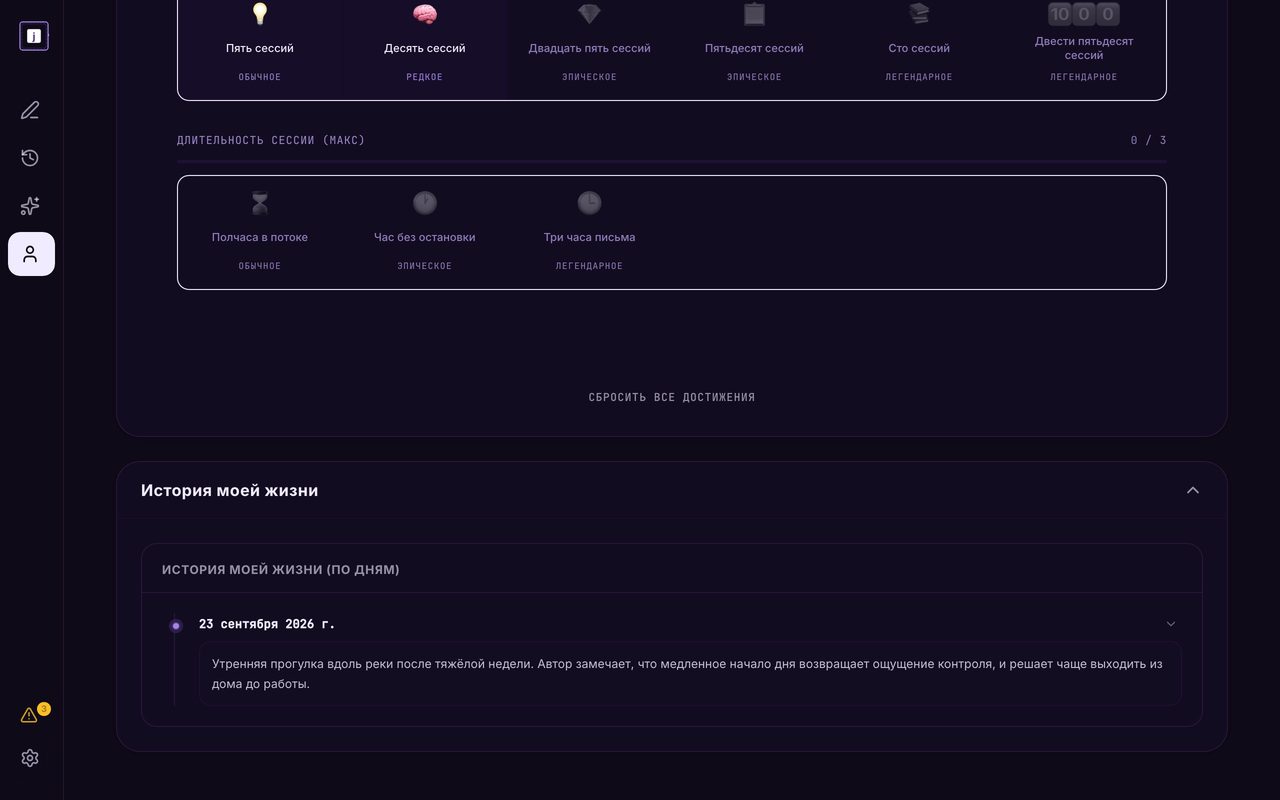 j
Пять сессий
Десять сессий
Двадцать пять сессий
Пятьдесят сессий
Сто сессий
Двести пятьдесят
сессий
10 0 0
ОБЫЧНОЕ
РЕДКОЕ
ЭПИЧЕСКОЕ
ЭПИЧЕСКОЕ
ЛЕГЕНДАРНОЕ
ЛЕГЕНДАРНОЕ
ДЛИТЕЛЬНОСТЬ СЕССИИ (МАКС)
0 / 3
Полчаса в потоке
Час без остановки
Три часа письма
ОБЫЧНОЕ
ЭПИЧЕСКОЕ
ЛЕГЕНДАРНОЕ
СБРОСИТЬ ВСЕ ДОСТИЖЕНИЯ
История моей жизни
ИСТОРИЯ МОЕЙ ЖИЗНИ (ПО ДНЯМ)
23 сентября 2026 г.
Утренняя прогулка вдоль реки после тяжёлой недели. Автор замечает, что медленное начало дня возвращает ощущение контроля, и решает чаще выходить из
дома до работы.
3